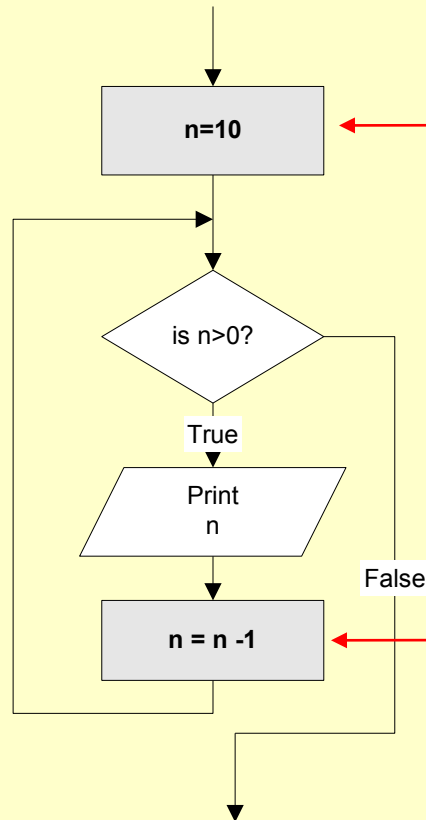 n=10
is n>0?
True
Print
n
False
n = n -1